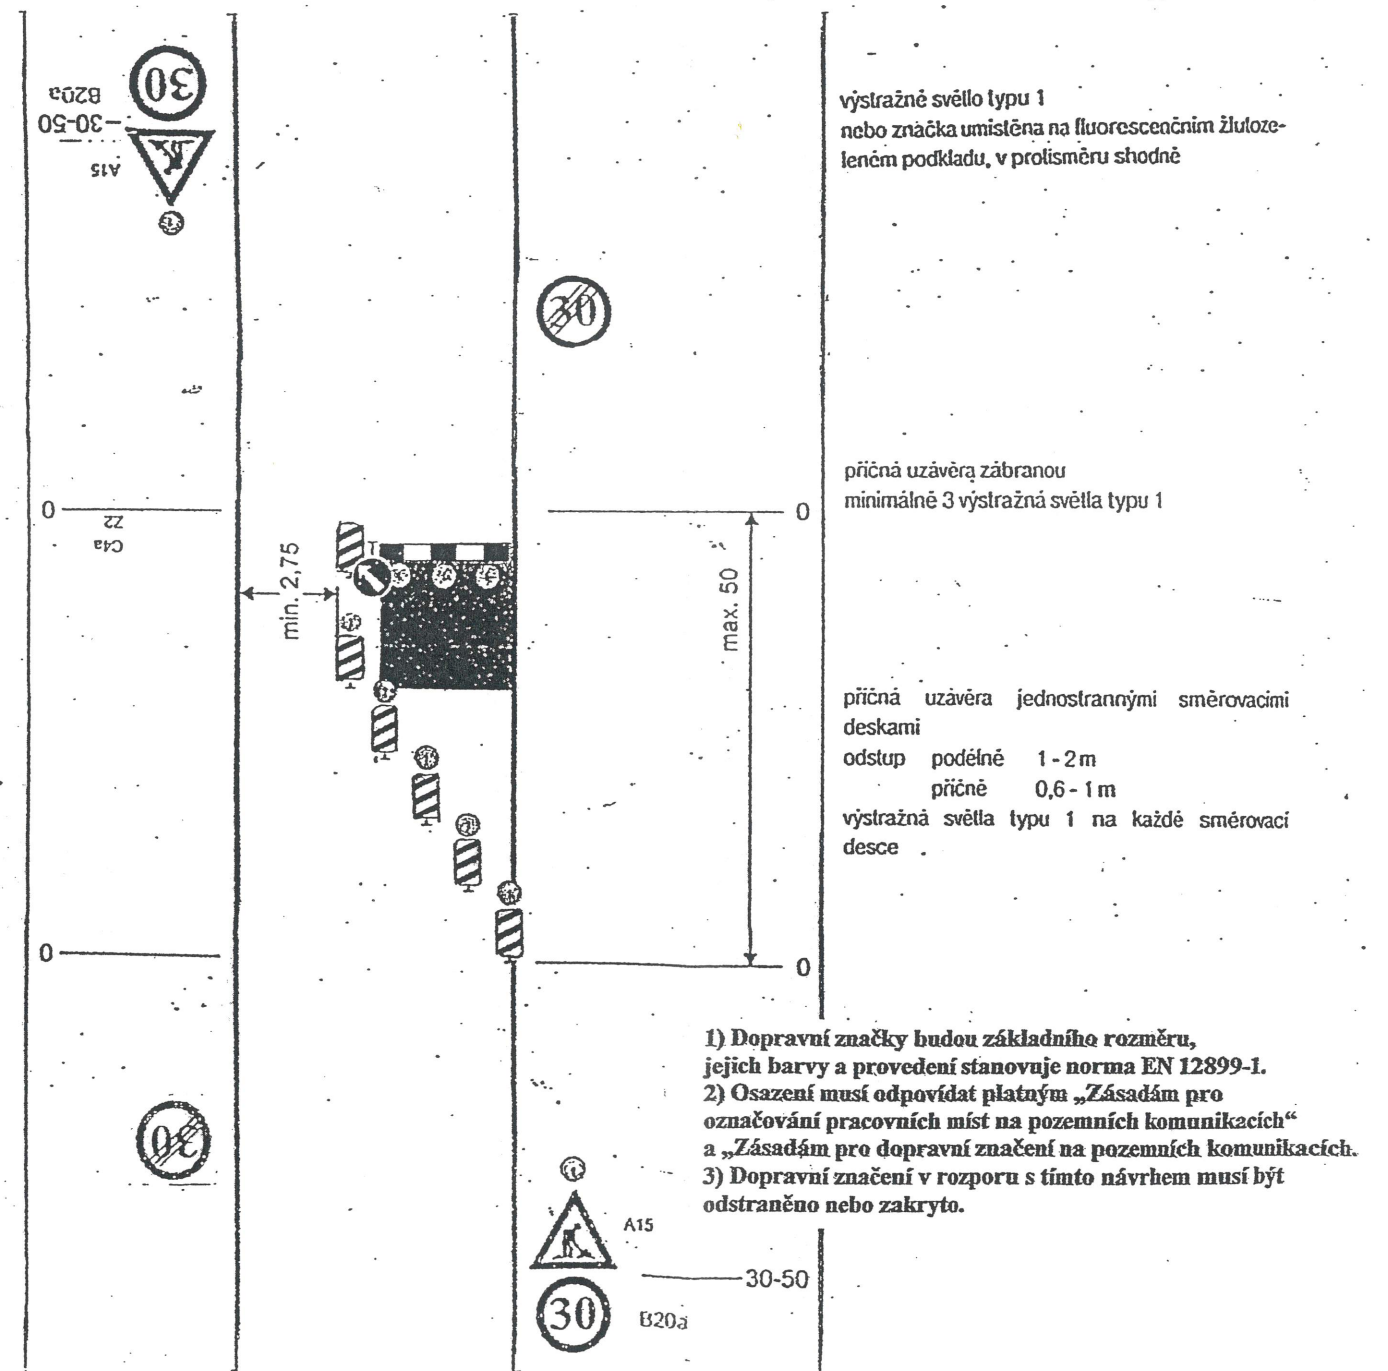 30
B20a
30-50
A15
výstražné světlo typu 1
nebo značka umístěna na fluorescenčním žlutoze-
leném podkladu, v protisměru shodně
30
příčná uzávěra zábranou
minimálně 3 výstražná světla typu 1
0
Z2
C4a
0
min. 2,75
max. 50
příčná uzávěra jednostrannými směrovacími
deskami
odstup podélně 1 - 2 m
příčně 0,6 - 1 m
výstražná světla typu 1 na každé směrovací
desce
0
0
1) Dopravní značky budou základního rozměru,
jejich barvy a provedení stanovuje norma EN 12899-1.
2) Osazení musí odpovídat platným „Zásadám pro
označování pracovních míst na pozemních komunikacích“
a „Zásadám pro dopravní značení na pozemních komunikacích.
3) Dopravní značení v rozporu s tímto návrhem musí být
odstraněno nebo zakryto.
30
A15
30-50
30
B20a